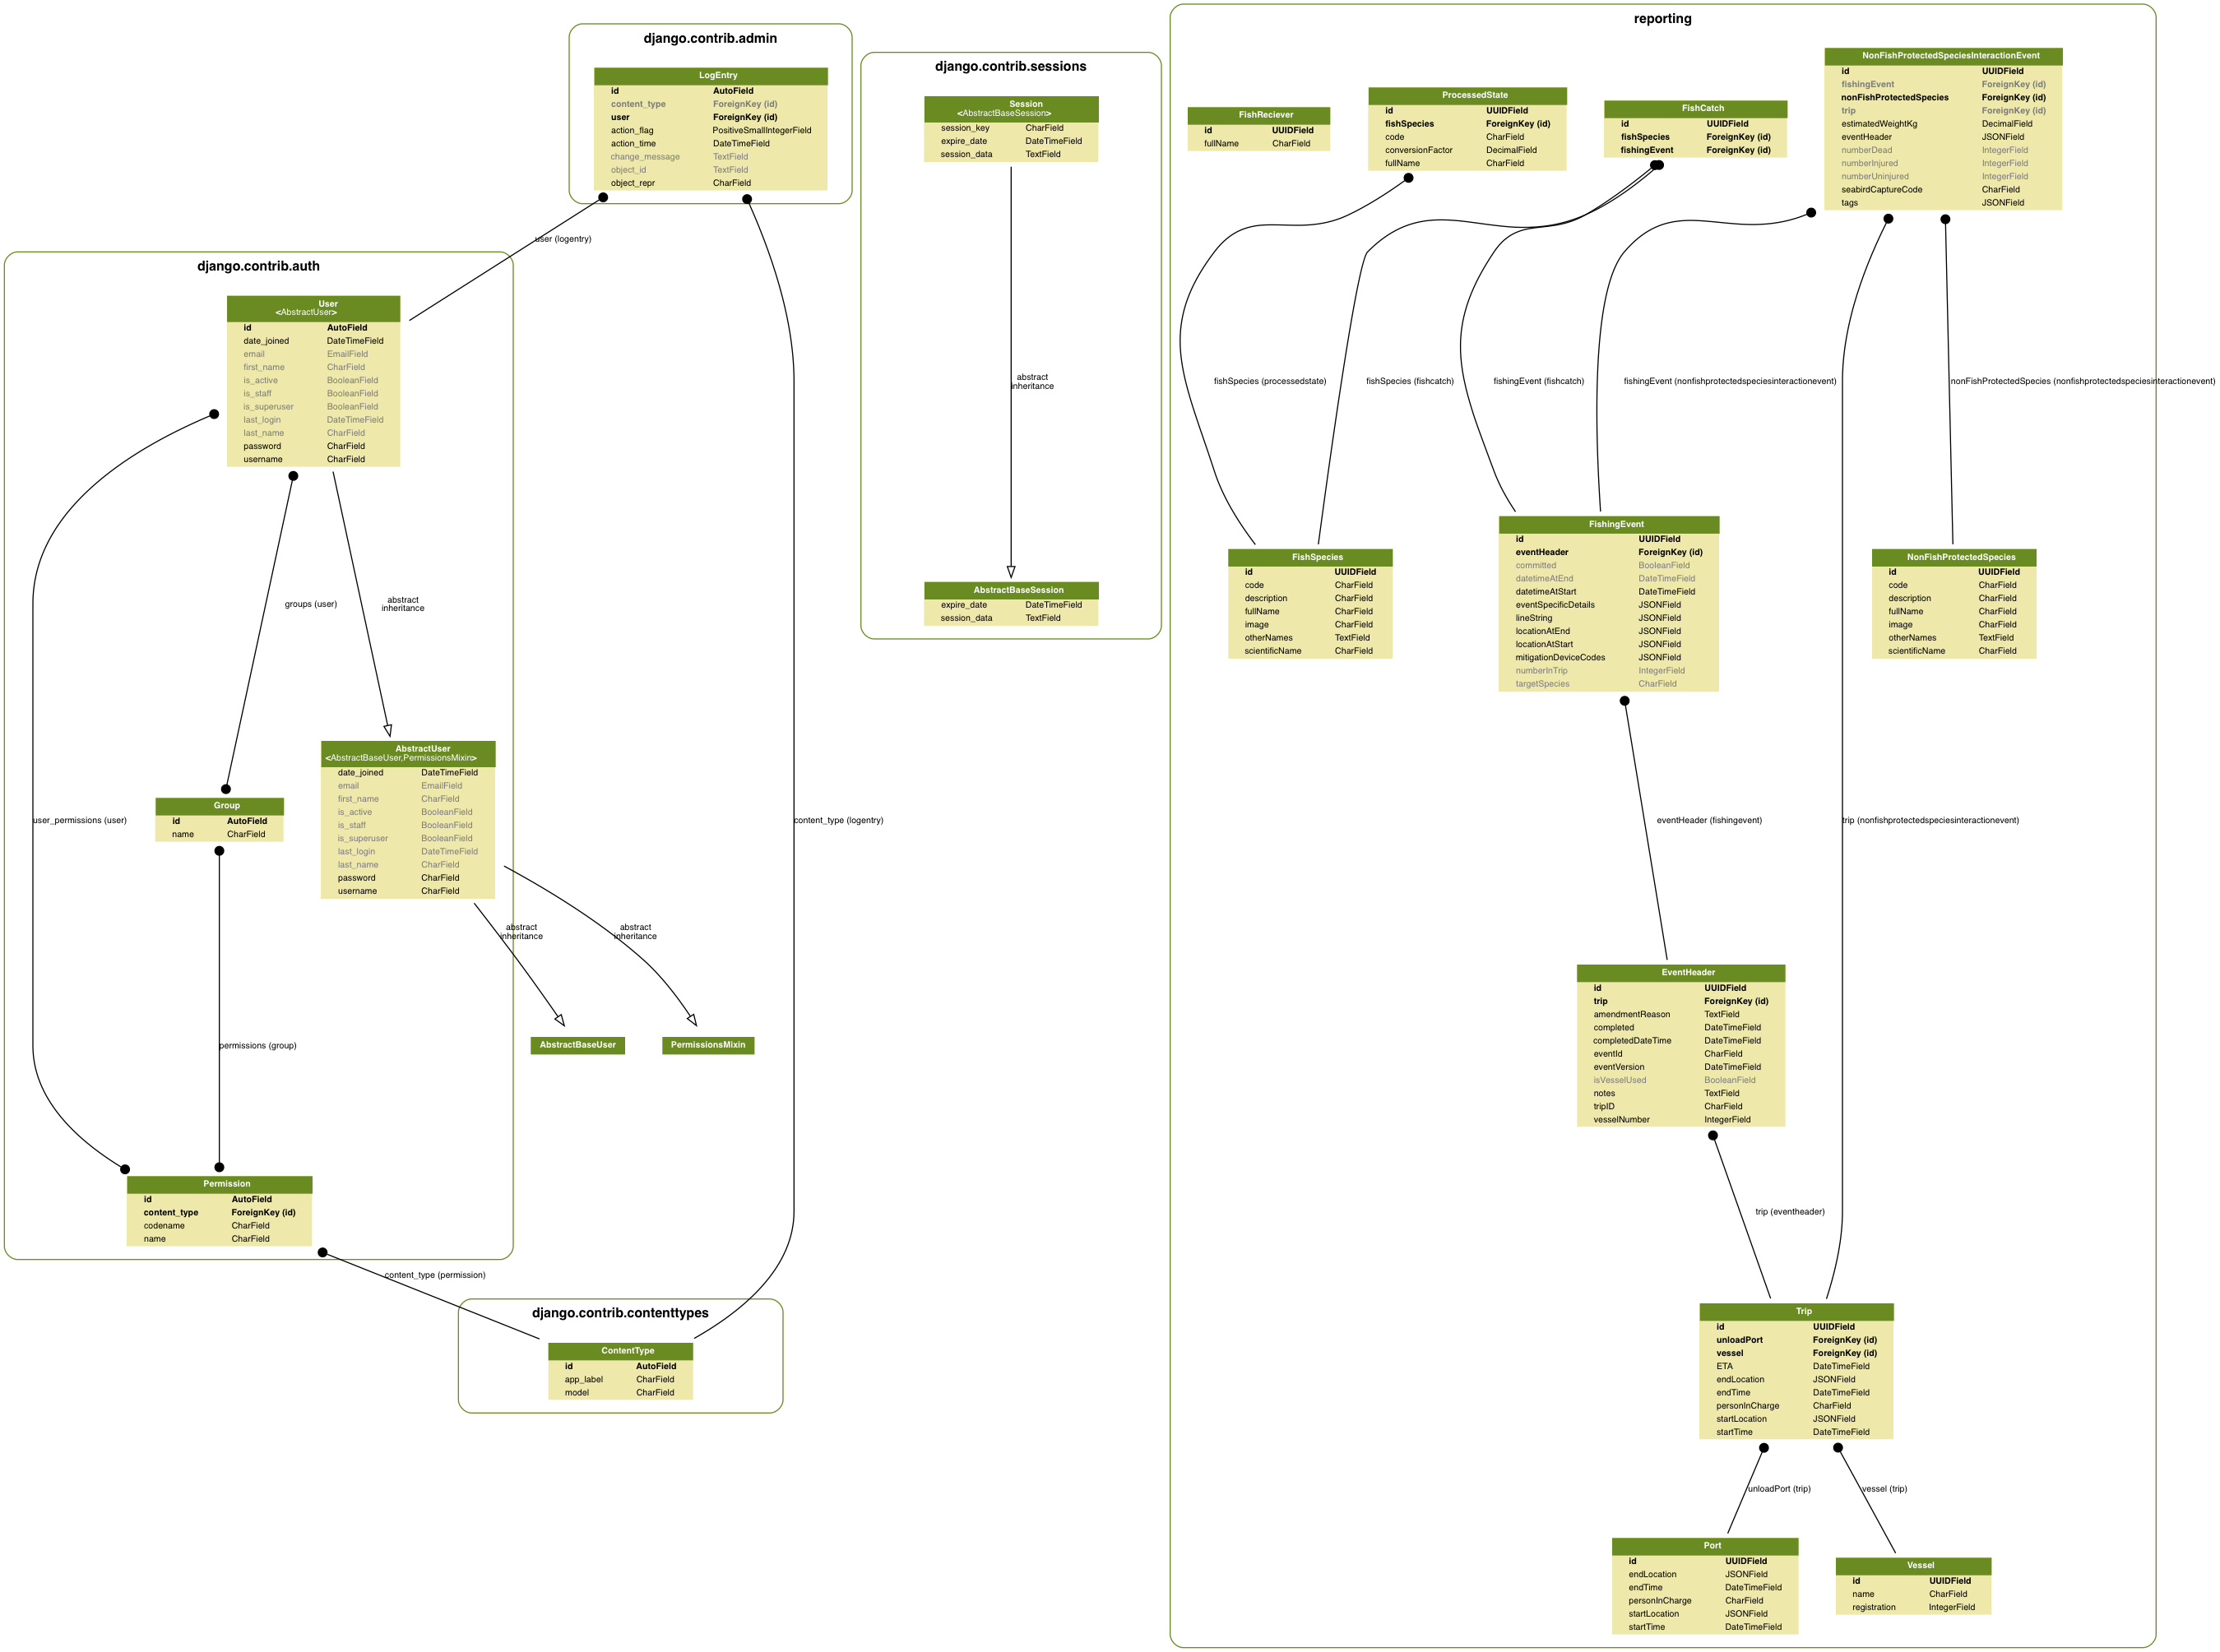 django.contrib.admin
LogEntry
id AutoField
content_type ForeignKey (id)
user ForeignKey (id)
action_flag PositiveSmallIntegerField
action_time DateTimeField
change_message TextField
object_id TextField
object_repr CharField
user (logentry)
content_type (logentry)
django.contrib.auth
User
<AbstractUser>
id AutoField
date_joined DateTimeField
email EmailField
first_name CharField
is_active BooleanField
is_staff BooleanField
is_superuser BooleanField
last_login DateTimeField
last_name CharField
password CharField
username CharField
groups (user)
abstract
inheritance
user_permissions (user)
Group
id AutoField
name CharField
AbstractUser
<AbstractBaseUser,PermissionsMixin>
date_joined DateTimeField
email EmailField
first_name CharField
is_active BooleanField
is_staff BooleanField
is_superuser BooleanField
last_login DateTimeField
last_name CharField
password CharField
username CharField
abstract
inheritance
abstract
inheritance
AbstractBaseUser
PermissionsMixin
permissions (group)
Permission
id AutoField
content_type ForeignKey (id)
codename CharField
name CharField
content_type (permission)
django.contrib.contenttypes
ContentType
id AutoField
app_label CharField
model CharField
django.contrib.sessions
Session
<AbstractBaseSession>
session_key CharField
expire_date DateTimeField
session_data TextField
abstract
inheritance
AbstractBaseSession
expire_date DateTimeField
session_data TextField
reporting
FishReciever
id UUIDField
fullName CharField
ProcessedState
id UUIDField
fishSpecies ForeignKey (id)
code CharField
conversionFactor DecimalField
fullName CharField
FishCatch
id UUIDField
fishSpecies ForeignKey (id)
fishingEvent ForeignKey (id)
NonFishProtectedSpeciesInteractionEvent
id UUIDField
fishingEvent ForeignKey (id)
nonFishProtectedSpecies ForeignKey (id)
trip ForeignKey (id)
estimatedWeightKg DecimalField
eventHeader JSONField
numberDead IntegerField
numberInjured IntegerField
numberUninjured IntegerField
seabirdCaptureCode CharField
tags JSONField
fishSpecies (processedstate)
fishSpecies (fishcatch)
fishingEvent (fishcatch)
fishingEvent (nonfishprotectedspeciesinteractionevent)
nonFishProtectedSpecies (nonfishprotectedspeciesinteractionevent)
FishSpecies
id UUIDField
code CharField
description CharField
fullName CharField
image CharField
otherNames TextField
scientificName CharField
FishingEvent
id UUIDField
eventHeader ForeignKey (id)
committed BooleanField
datetimeAtEnd DateTimeField
datetimeAtStart DateTimeField
eventSpecificDetails JSONField
lineString JSONField
locationAtEnd JSONField
locationAtStart JSONField
mitigationDeviceCodes JSONField
numberInTrip IntegerField
targetSpecies CharField
NonFishProtectedSpecies
id UUIDField
code CharField
description CharField
fullName CharField
image CharField
otherNames TextField
scientificName CharField
eventHeader (fishingevent)
trip (nonfishprotectedspeciesinteractionevent)
EventHeader
id UUIDField
trip ForeignKey (id)
amendmentReason TextField
completed DateTimeField
completedDateTime DateTimeField
eventId CharField
eventVersion DateTimeField
isVesselUsed BooleanField
notes TextField
tripID CharField
vesselNumber IntegerField
trip (eventheader)
Trip
id UUIDField
unloadPort ForeignKey (id)
vessel ForeignKey (id)
ETA DateTimeField
endLocation JSONField
endTime DateTimeField
personInCharge CharField
startLocation JSONField
startTime DateTimeField
unloadPort (trip)
vessel (trip)
Port
id UUIDField
endLocation JSONField
endTime DateTimeField
personInCharge CharField
startLocation JSONField
startTime DateTimeField
Vessel
id UUIDField
name CharField
registration IntegerField